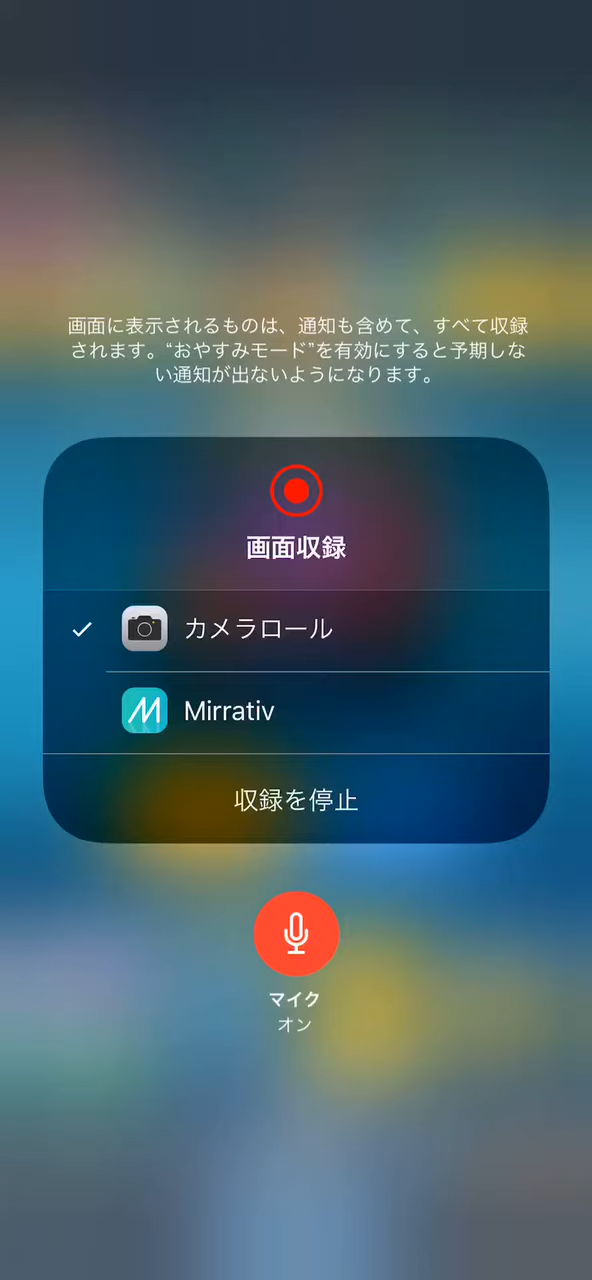 画面に表示されるものは、通知も含めて、すべて収録
されます。“おやすみモード”を有効にすると予期しな
い通知が出ないようになります。
画面収録
カメラロール
Mirrativ
収録を停止
マイク
オン